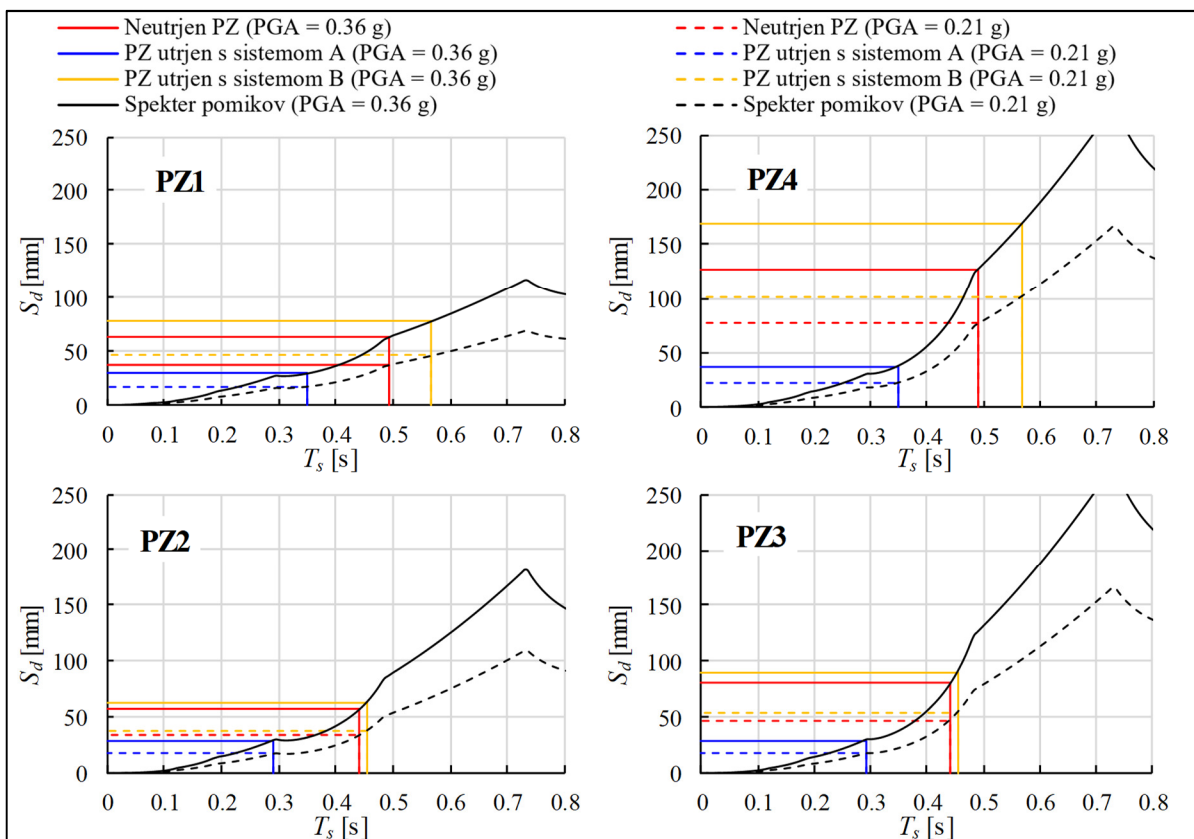 Neutrjen PZ (PGA = 0.36 g)
PZ utrjen s sistemom A (PGA = 0.36 g)
PZ utrjen s sistemom B (PGA = 0.36 g)
Spekter pomikov (PGA = 0.36 g)
Neutrjen PZ (PGA = 0.21 g)
PZ utrjen s sistemom A (PGA = 0.21 g)
PZ utrjen s sistemom B (PGA = 0.21 g)
Spekter pomikov (PGA = 0.21 g)
PZ1
250
200
150
100
50
0
S_d [mm]
0 0.1 0.2 0.3 0.4 0.5 0.6 0.7 0.8
T_s [s]
PZ4
250
200
150
100
50
0
S_d [mm]
0 0.1 0.2 0.3 0.4 0.5 0.6 0.7 0.8
T_s [s]
PZ2
250
200
150
100
50
0
S_d [mm]
0 0.1 0.2 0.3 0.4 0.5 0.6 0.7 0.8
T_s [s]
PZ3
250
200
150
100
50
0
S_d [mm]
0 0.1 0.2 0.3 0.4 0.5 0.6 0.7 0.8
T_s [s]